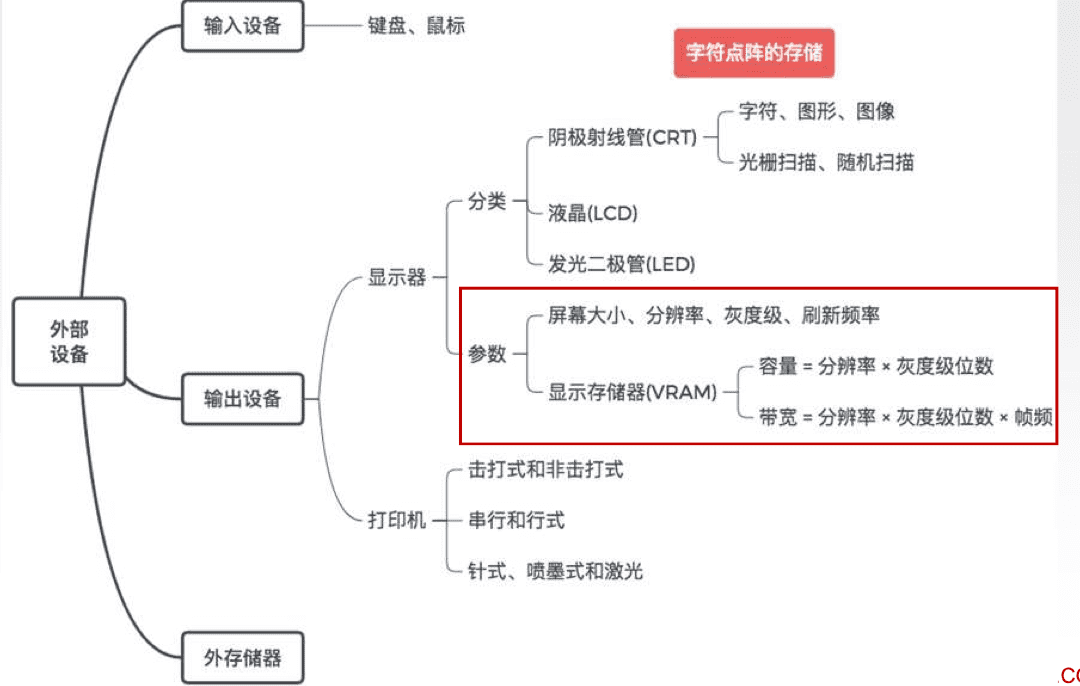 输入设备
键盘、鼠标
字符点阵的存储
字符、图形、图像
阴极射线管(CRT)
光栅扫描、随机扫描
分类
液晶(LCD)
发光二极管(LED)
显示器
屏幕大小、分辨率、灰度级、刷新频率
外部
设备
参数
容量 = 分辨率 × 灰度级位数
显示存储器(VRAM)
输出设备
带宽 = 分辨率 × 灰度级位数 × 帧频
击打式和非击打式
打印机
串行和行式
针式、喷墨式和激光
外存储器